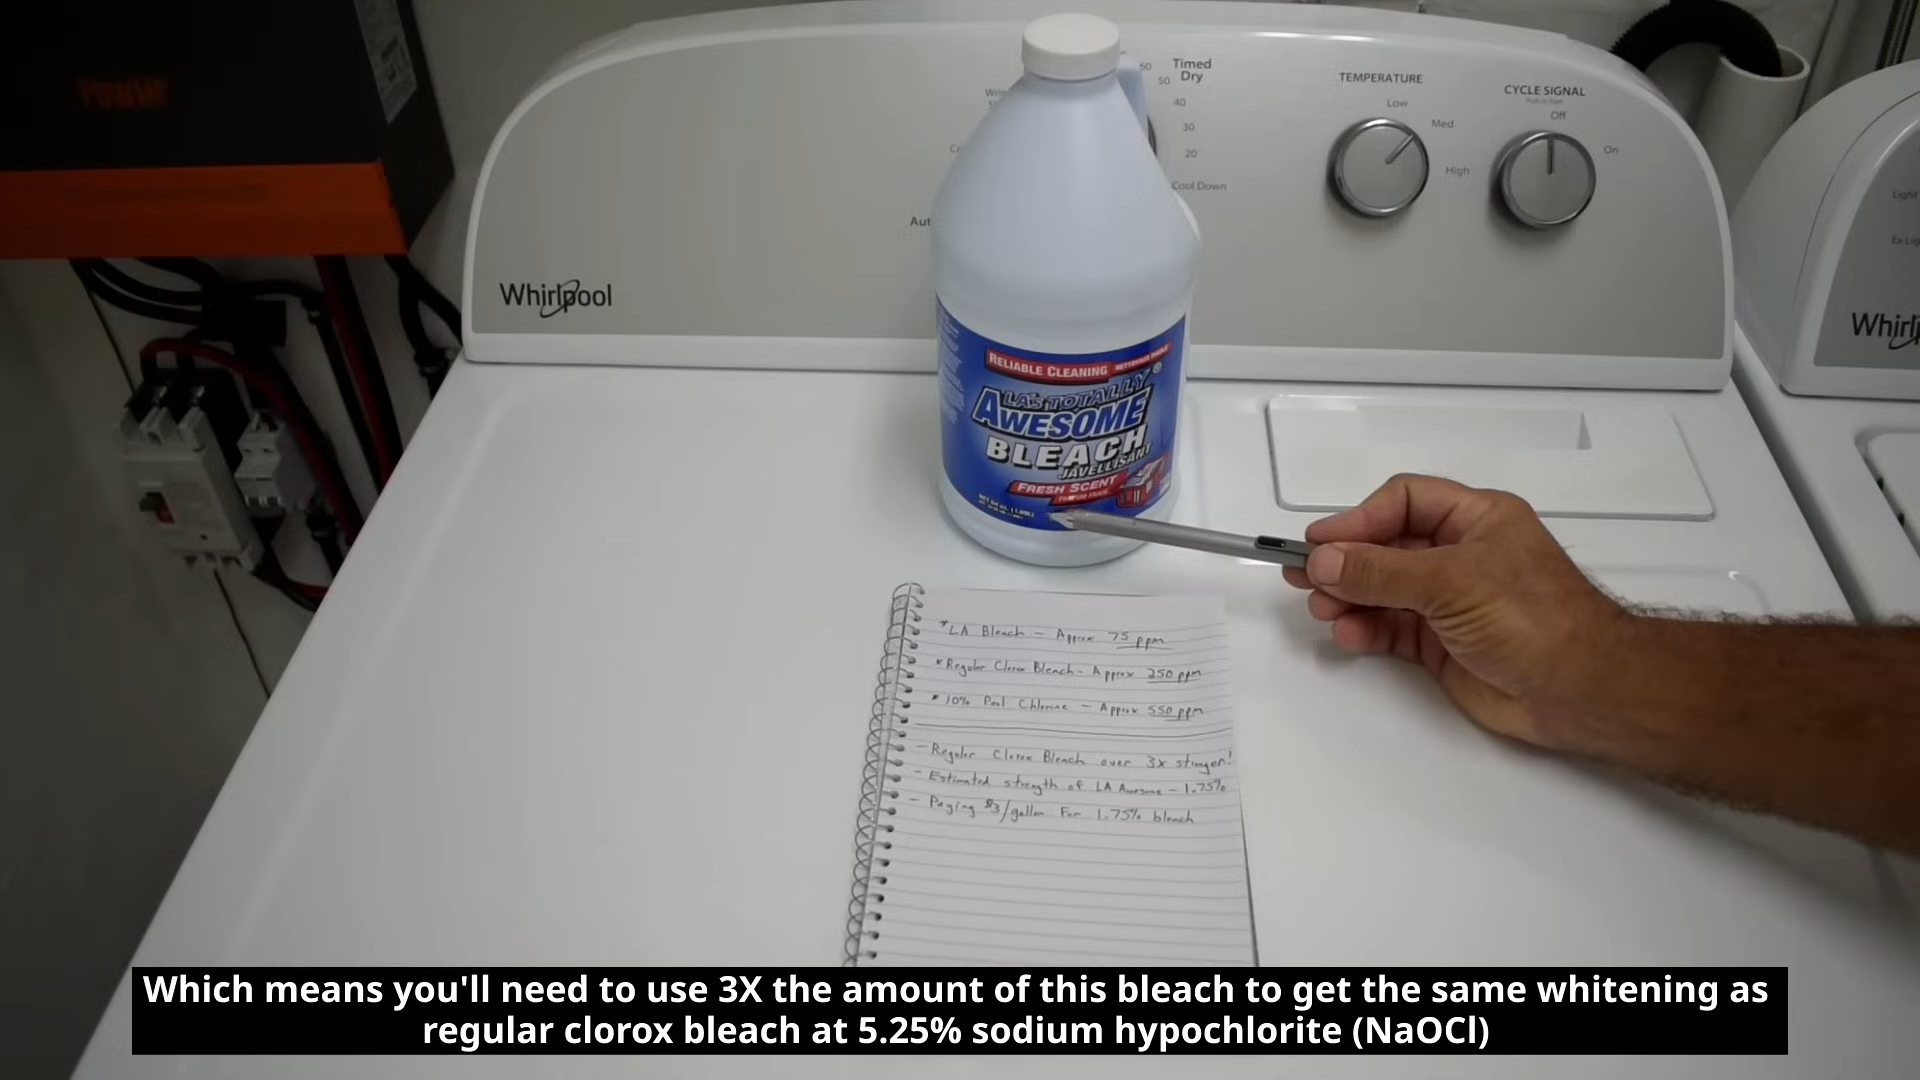 POWMR
Timed
Dry
60
50
40
30
20
Cool Down
TEMPERATURE
Low
Med
High
CYCLE SIGNAL
Off
On
Light
Whirlpool
RELIABLE CLEANING
LA'S TOTALLY
AWESOME
BLEACH
JAVELLISANT
FRESH SCENT
* LA Bleach - Approx 75 ppm
* Regular Clorox Bleach - Approx 250 ppm
* 10% Pool Chlorine - Approx 550 ppm
- Regular Clorox Bleach over 3x stronger!
- Estimated strength of LA Awesome - 1.75%
- Paying $3/gallon For 1.75% bleach
Which means you'll need to use 3X the amount of this bleach to get the same whitening as
regular clorox bleach at 5.25% sodium hypochlorite (NaOCl)